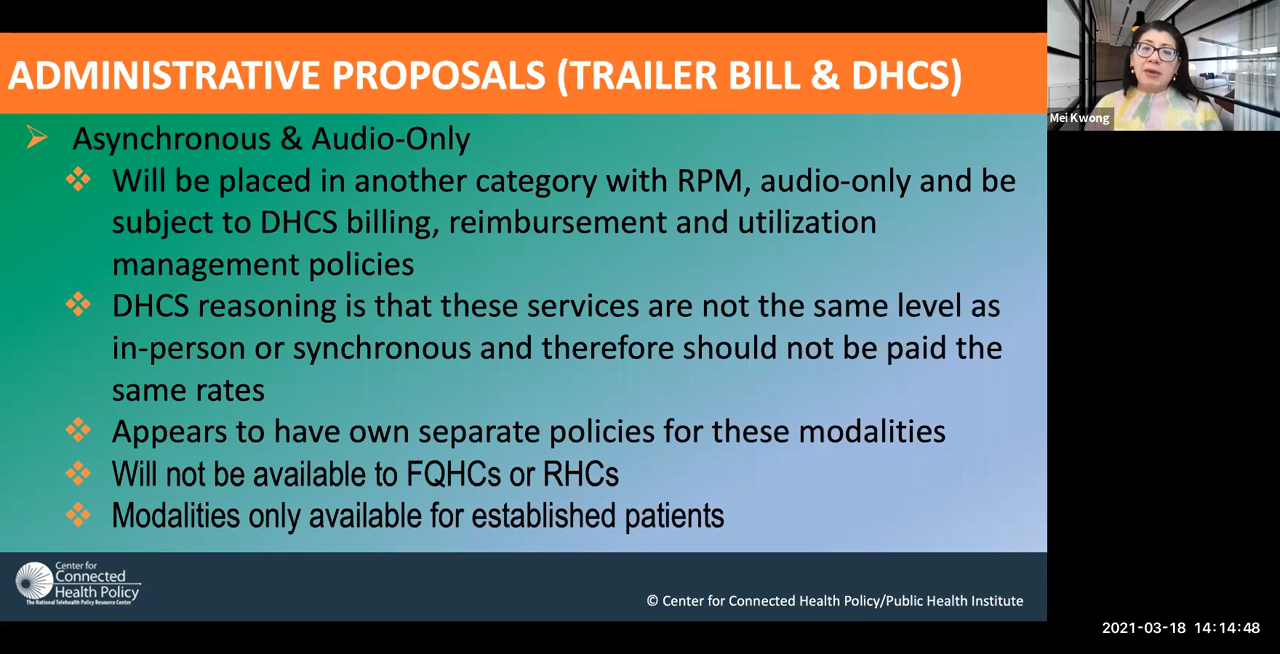 ADMINISTRATIVE PROPOSALS (TRAILER BILL & DHCS)
Asynchronous & Audio-Only
Will be placed in another category with RPM, audio-only and be
subject to DHCS billing, reimbursement and utilization
management policies
DHCS reasoning is that these services are not the same level as
in-person or synchronous and therefore should not be paid the
same rates
Appears to have own separate policies for these modalities
Will not be available to FQHCs or RHCs
Modalities only available for established patients
Center for
Connected
Health Policy
The National Telehealth Policy Resource Center
© Center for Connected Health Policy/Public Health Institute
Mei Kwong
2021-03-18 14:14:48